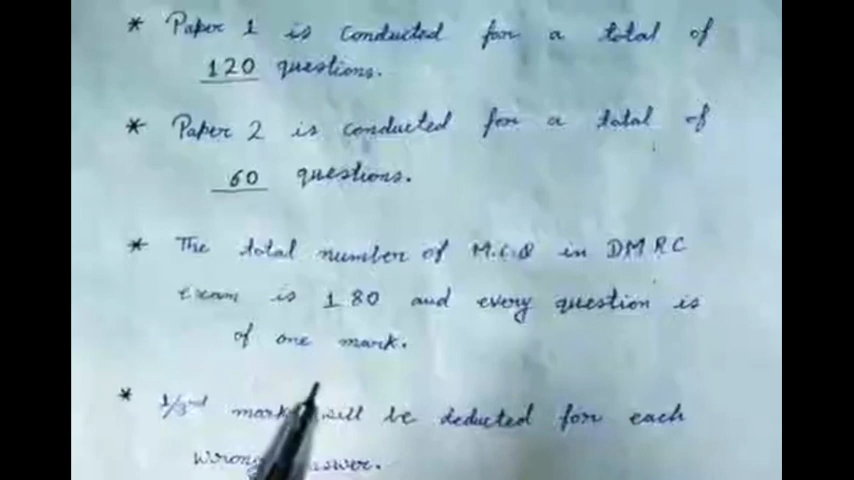 * Paper 1 is conducted for a total of
120 questions.
* Paper 2 is conducted for a total of
60 questions.
* The total number of M.C.Q in DMRC
exam is 180 and every question is
of one mark.
* 1/3rd mark will be deducted for each
wrong answer.